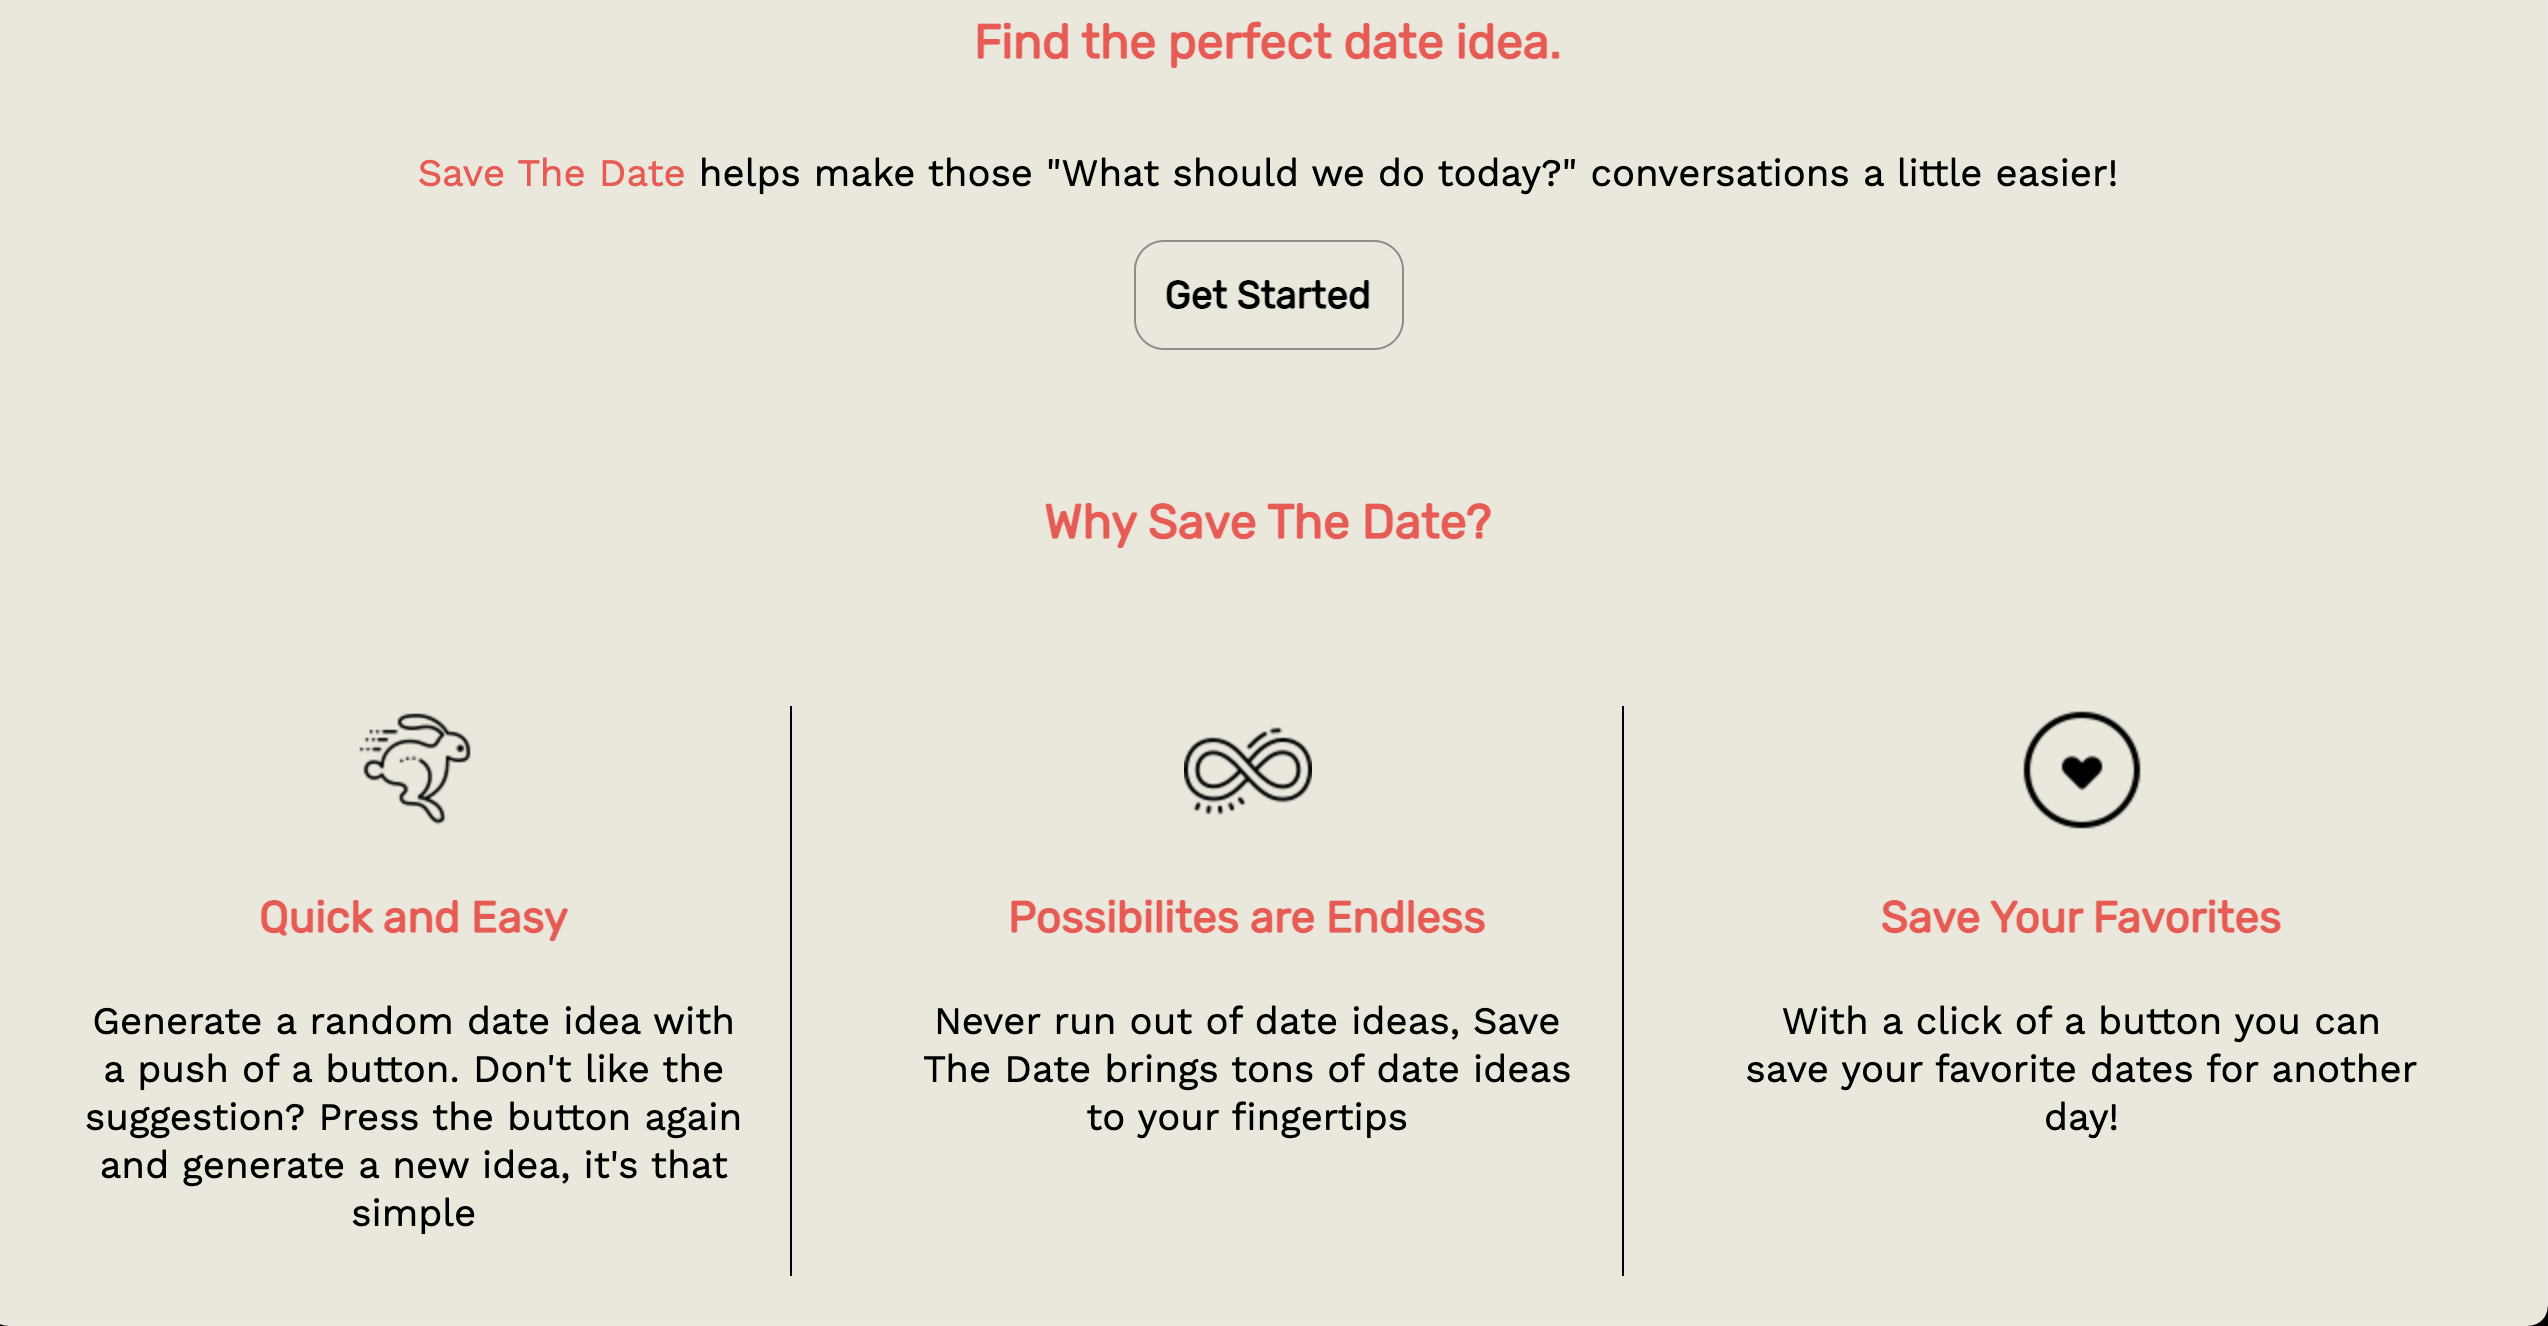 Find the perfect date idea.
Save The Date helps make those "What should we do today?" conversations a little easier!
Get Started
Why Save The Date?
Quick and Easy
Generate a random date idea with
a push of a button. Don't like the
suggestion? Press the button again
and generate a new idea, it's that
simple
Possibilites are Endless
Never run out of date ideas, Save
The Date brings tons of date ideas
to your fingertips
Save Your Favorites
With a click of a button you can
save your favorite dates for another
day!